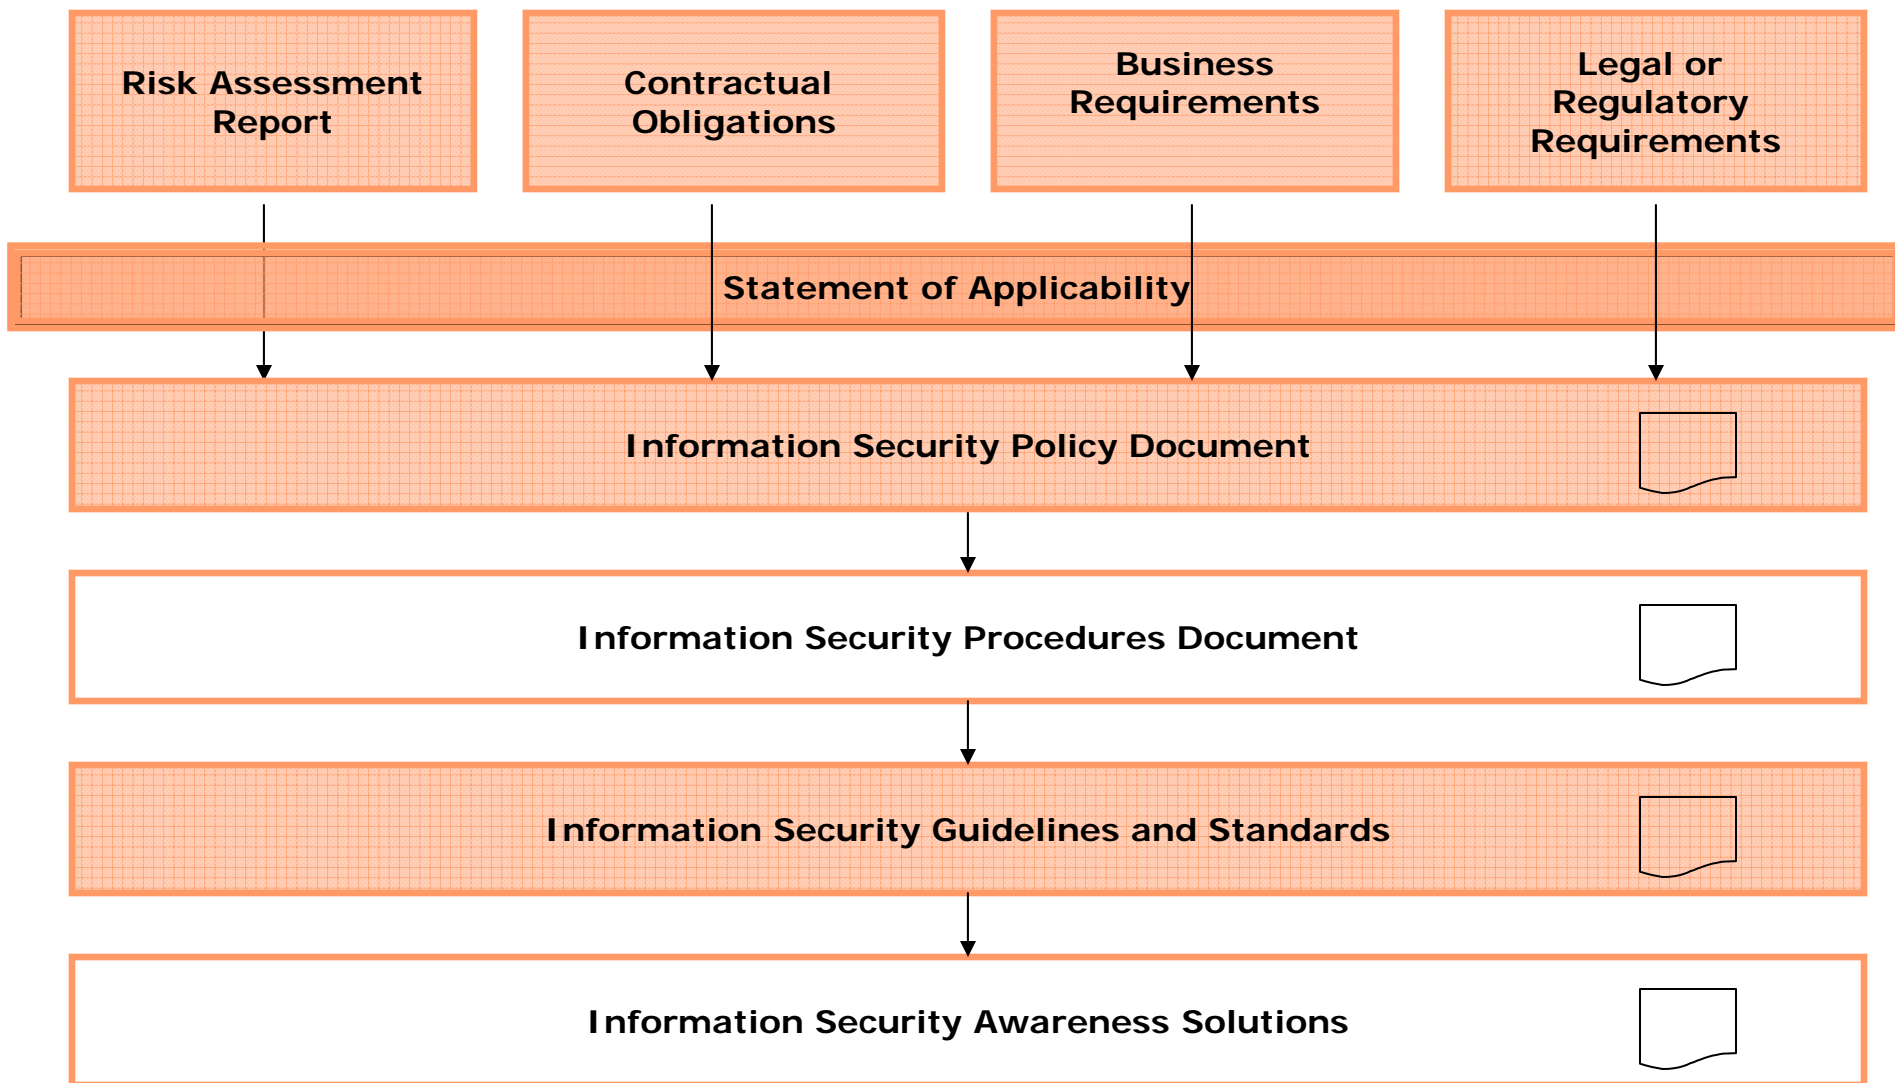 Risk Assessment
Report
Contractual
Obligations
Business
Requirements
Legal or
Regulatory
Requirements
Statement of Applicability
Information Security Policy Document
Information Security Procedures Document
Information Security Guidelines and Standards
Information Security Awareness Solutions